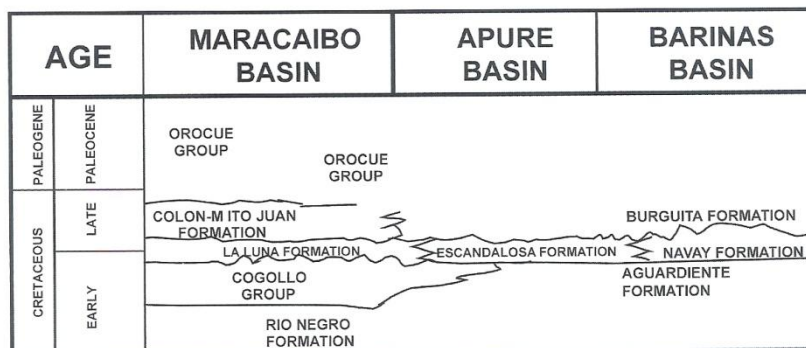 AGE
MARACAIBO
BASIN
APURE
BASIN
BARINAS
BASIN
PALEOGENE
PALEOCENE
OROCUE
GROUP
OROCUE
GROUP
CRETACEOUS
LATE
COLON-M ITO JUAN
FORMATION
BURGUITA FORMATION
LA LUNA FORMATION
ESCANDALOSA FORMATION
NAVAY FORMATION
EARLY
COGOLLO
GROUP
AGUARDIENTE
FORMATION
RIO NEGRO
FORMATION